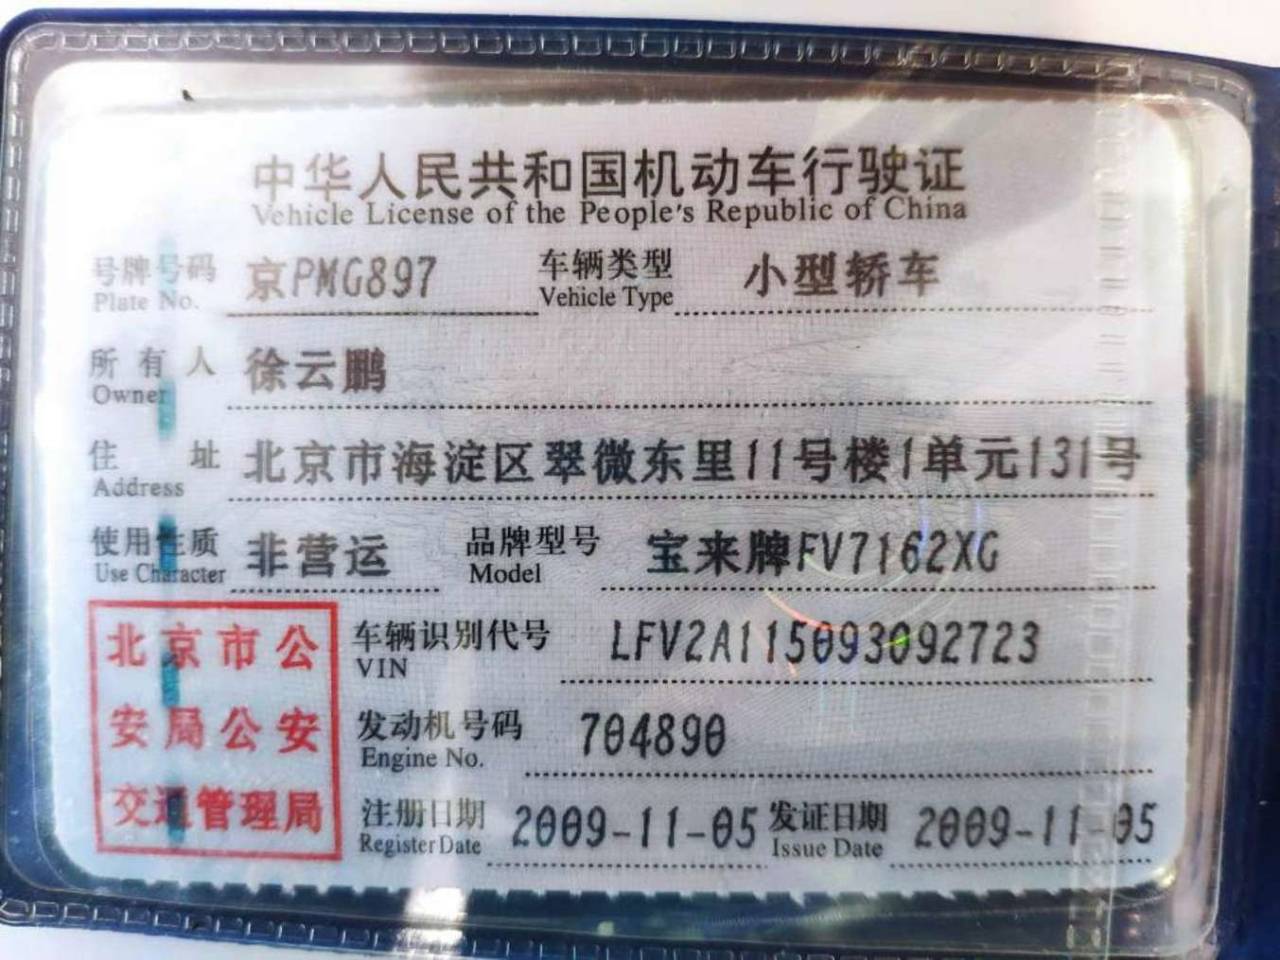 中华人民共和国机动车行驶证
Vehicle License of the People's Republic of China
号牌号码 京PMG897 车辆类型 小型轿车
Plate No. Vehicle Type
所有人 徐云鹏
Owner
住址 北京市海淀区翠微东里11号楼1单元131号
Address
使用性质 非营运 品牌型号 宝来牌FV7162XG
Use Character Model
北京市公
安局公安
交通管理局
车辆识别代号 LFV2A115093092723
VIN
发动机号码 704890
Engine No.
注册日期 2009-11-05 发证日期 2009-11-05
Register Date Issue Date